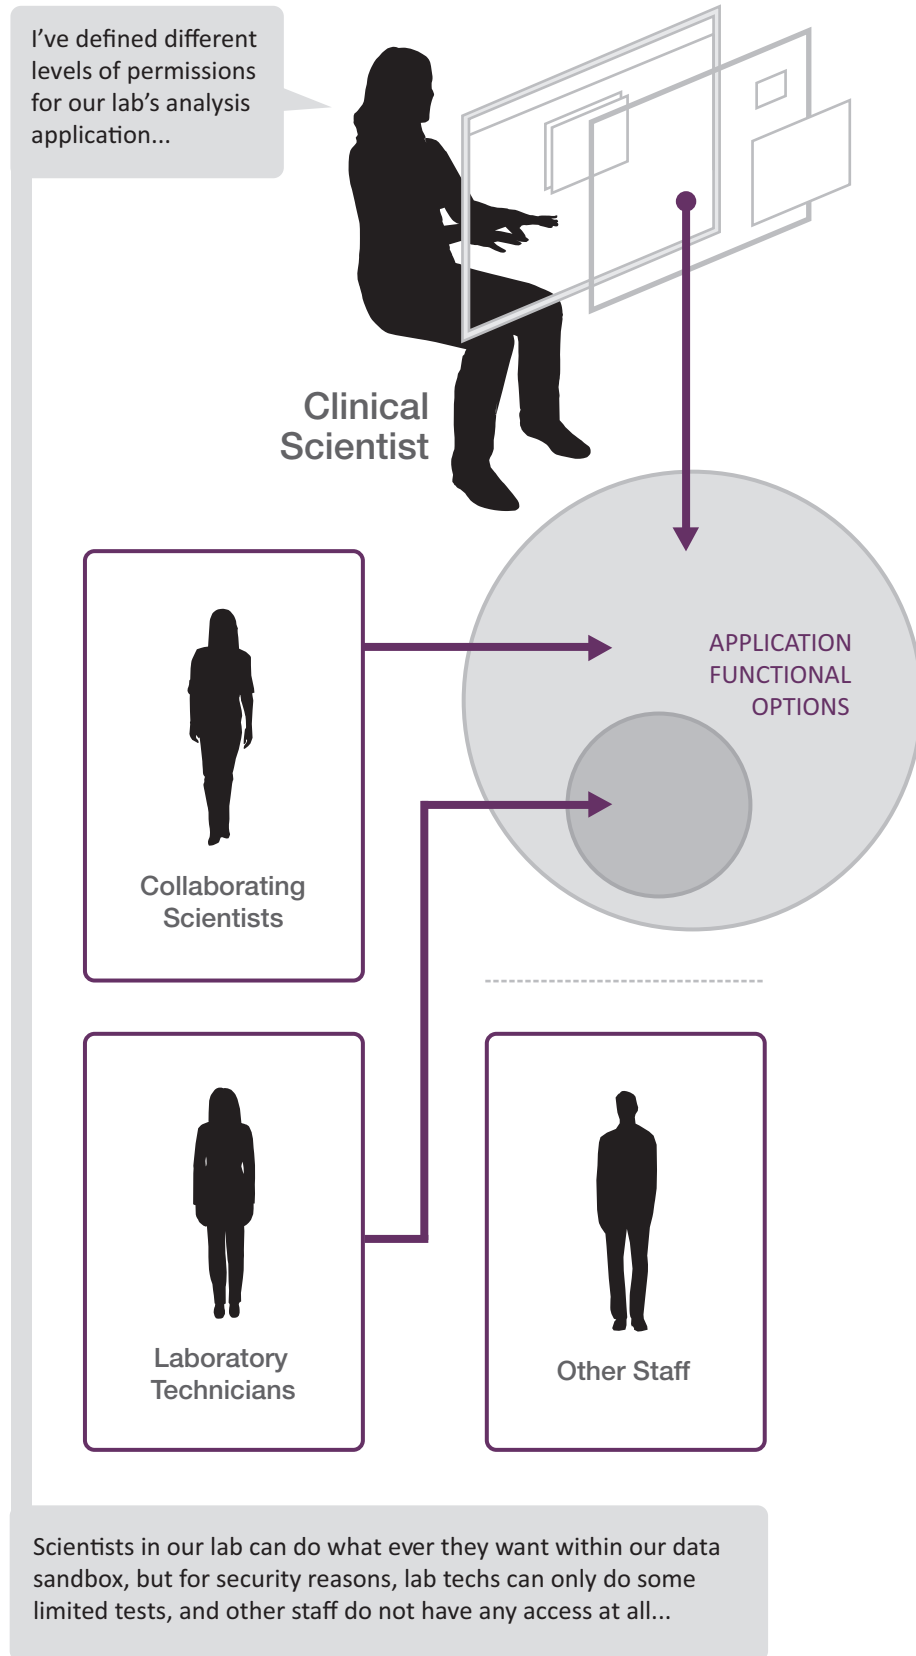 I've defined different
levels of permissions
for our lab's analysis
application...
Clinical
Scientist
APPLICATION
FUNCTIONAL
OPTIONS
Collaborating
Scientists
Laboratory
Technicians
Other Staff
Scientists in our lab can do what ever they want within our data
sandbox, but for security reasons, lab techs can only do some
limited tests, and other staff do not have any access at all...